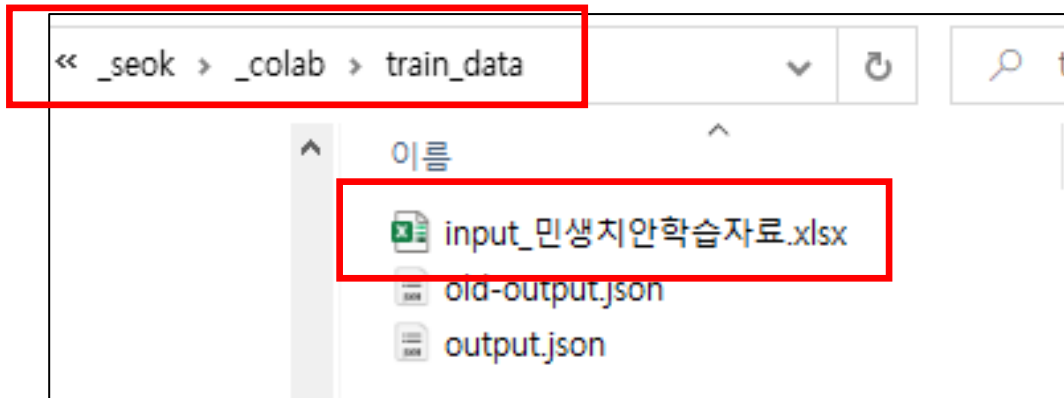 « _seok > _colab > train_data
이름
input_민생치안학습자료.xlsx
old-output.json
output.json